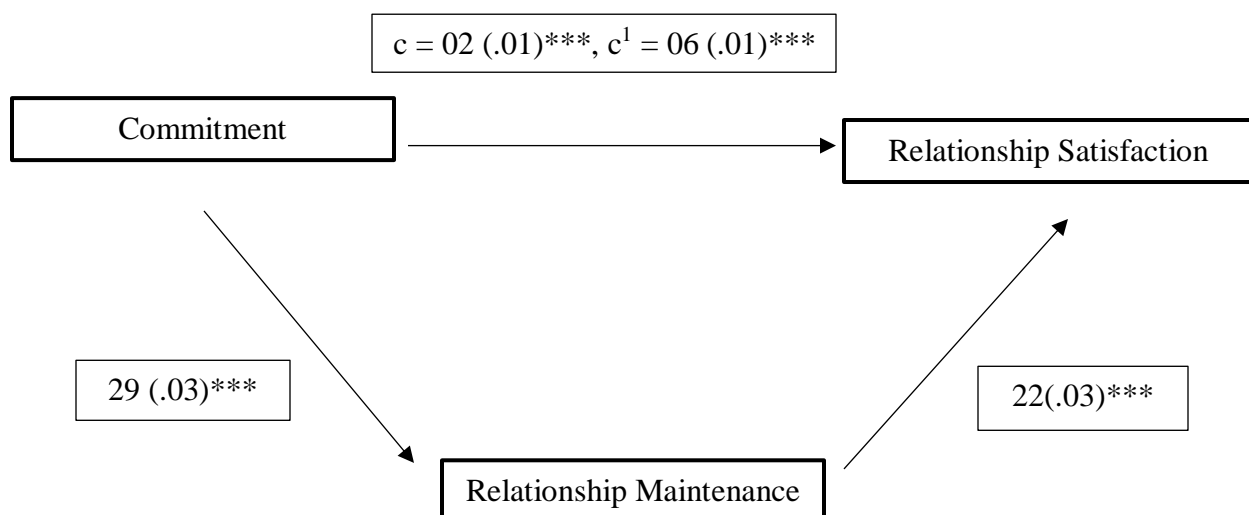 c = 02 (.01)***, c¹ = 06 (.01)***
Commitment
Relationship Satisfaction
29 (.03)***
22(.03)***
Relationship Maintenance